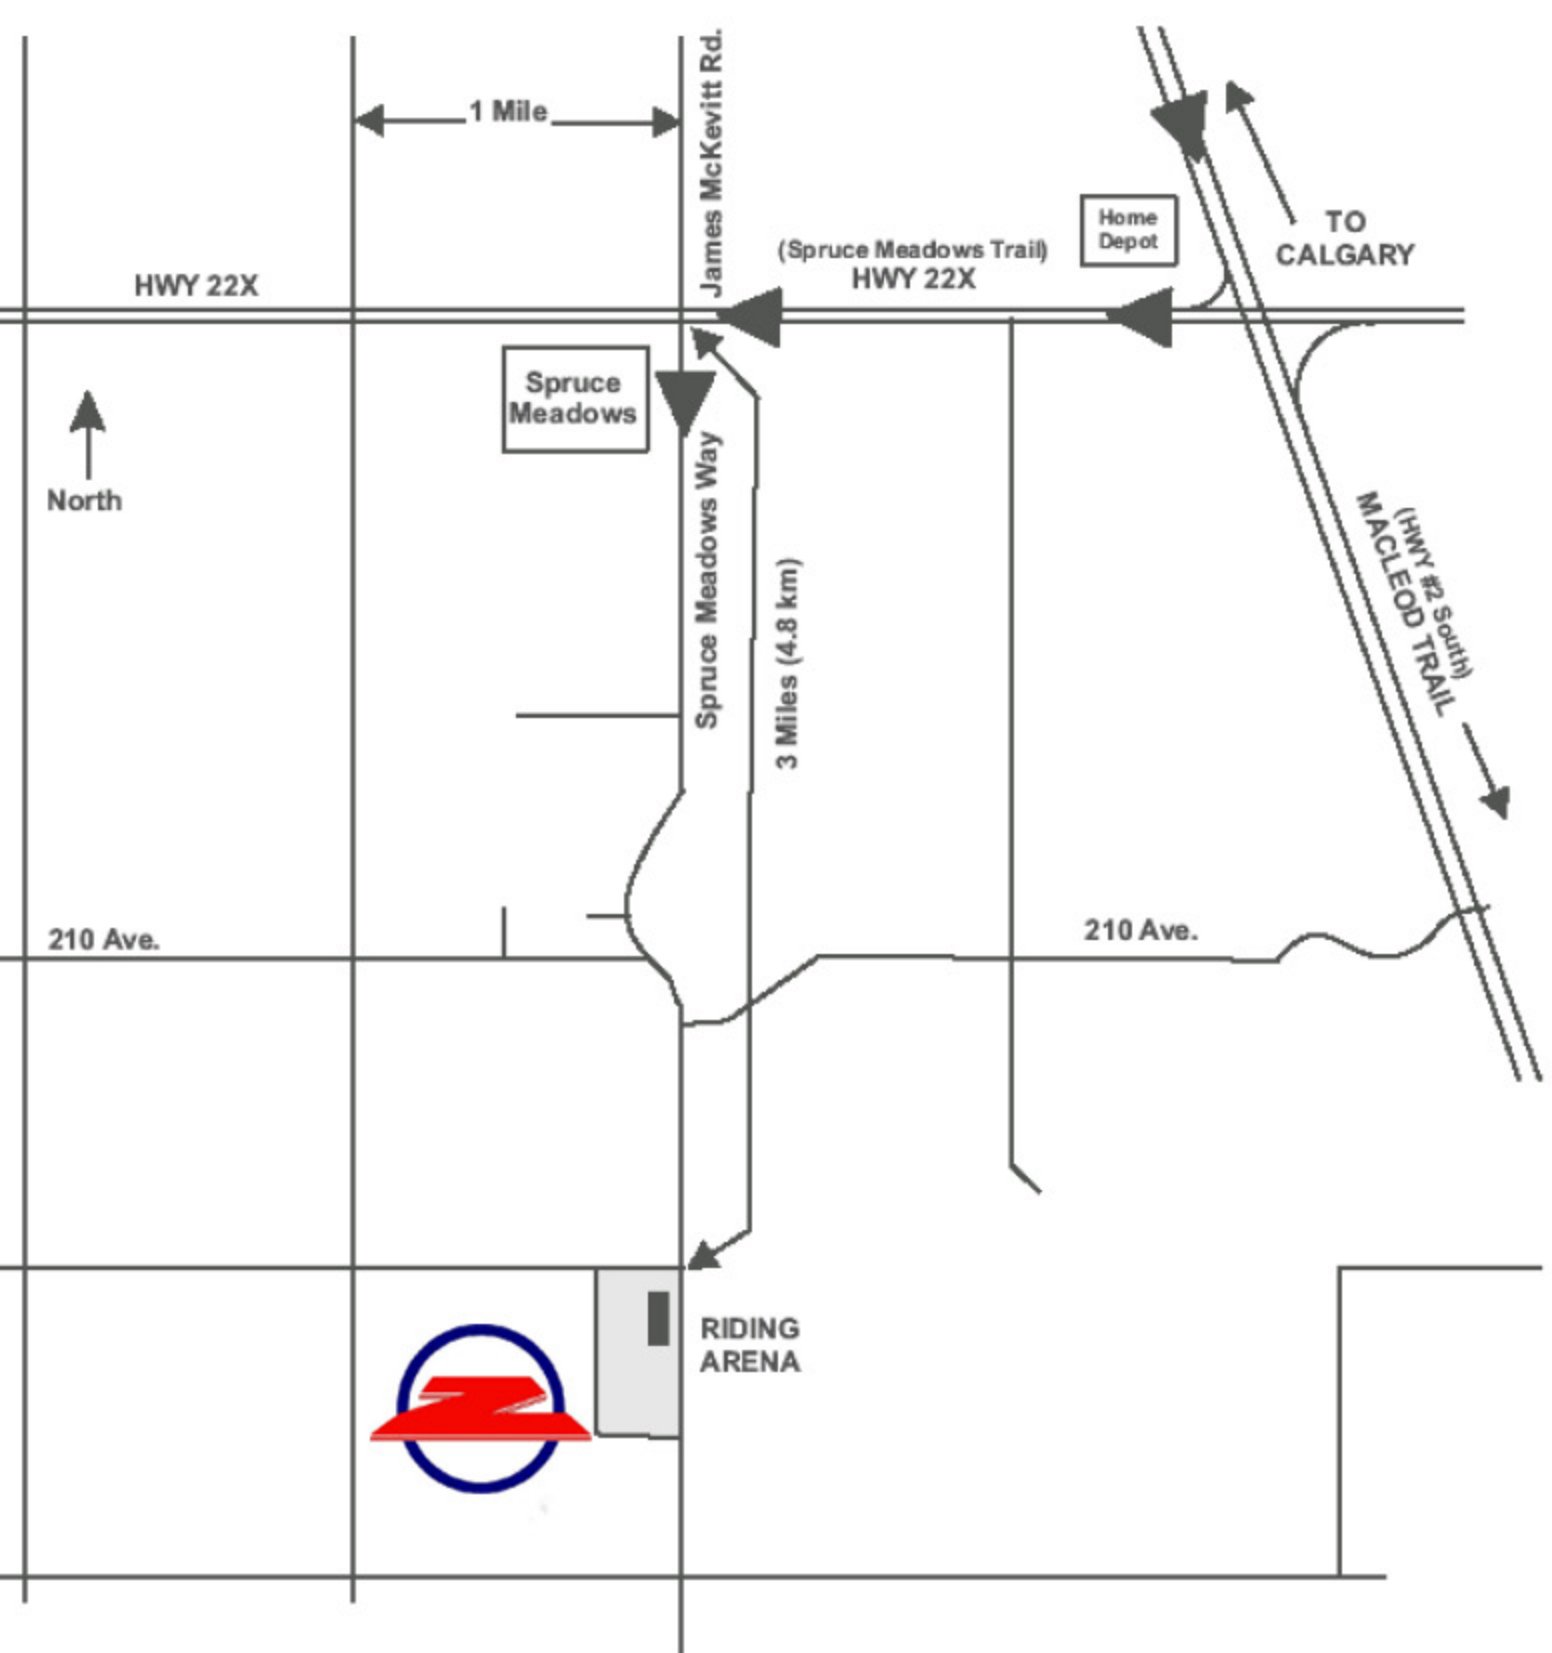 James McKevitt Rd.
1 Mile
Home
Depot
TO
CALGARY
(Spruce Meadows Trail)
HWY 22X
HWY 22X
Spruce
Meadows
North
Spruce Meadows Way
3 Miles (4.8 km)
(HWY #2 South)
MACLEOD TRAIL
210 Ave.
210 Ave.
RIDING
ARENA